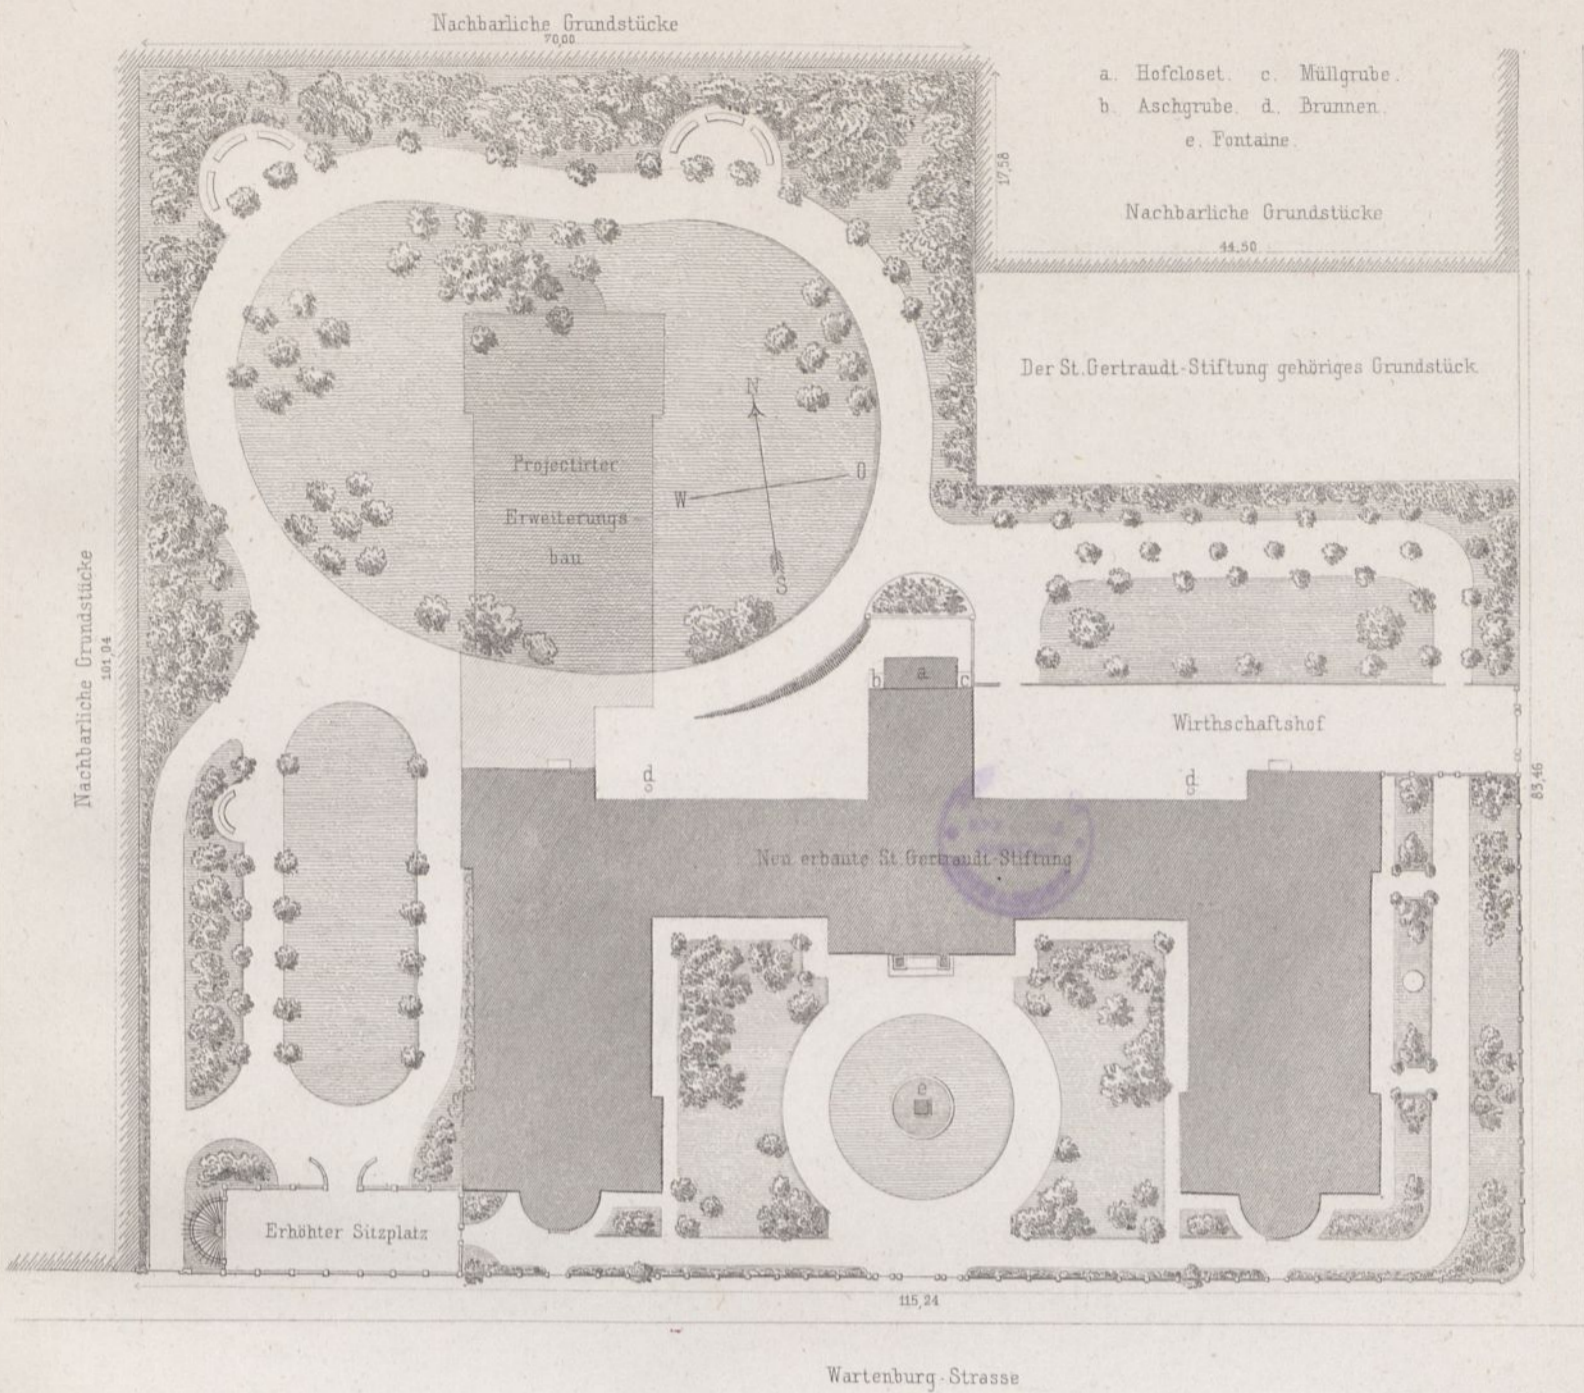 Nachbarliche Grundstücke
70,00
a. Hofcloset. c. Müllgrube.
b. Aschgrube. d. Brunnen.
e. Fontaine.
17,58
Nachbarliche Grundstücke
44,50
Der St. Gertraudt-Stiftung gehöriges Grundstück.
N
W
O
S
Projectirter
Erweiterungs-
bau
Nachbarliche Grundstücke
101,04
b
a
c
Wirthschaftshof
d
d
83,46
Neu erbaute St. Gertraudt-Stiftung
e
Erhöhter Sitzplatz
115,24
Wartenburg-Strasse